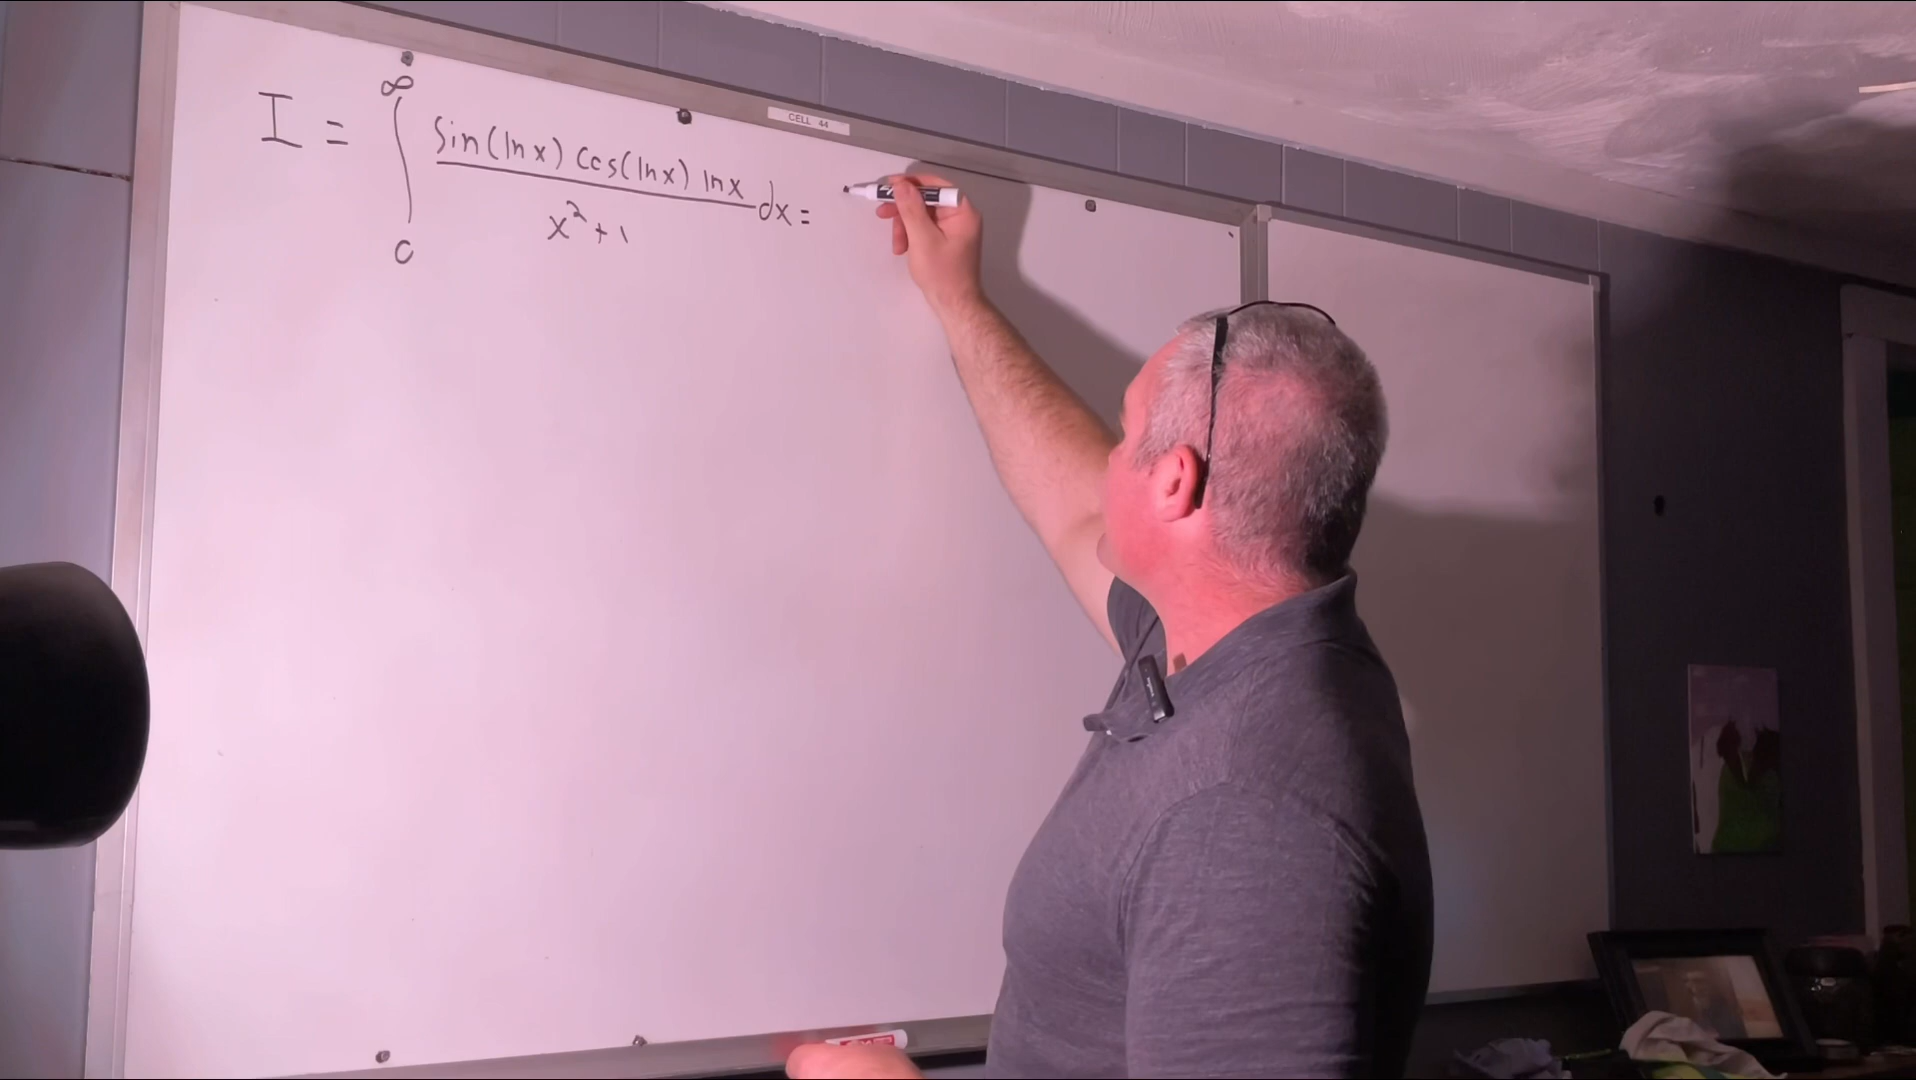 I = ∫₀^∞ sin(ln x) cos(ln x) ln x / x² + 1 dx =
CELL 44